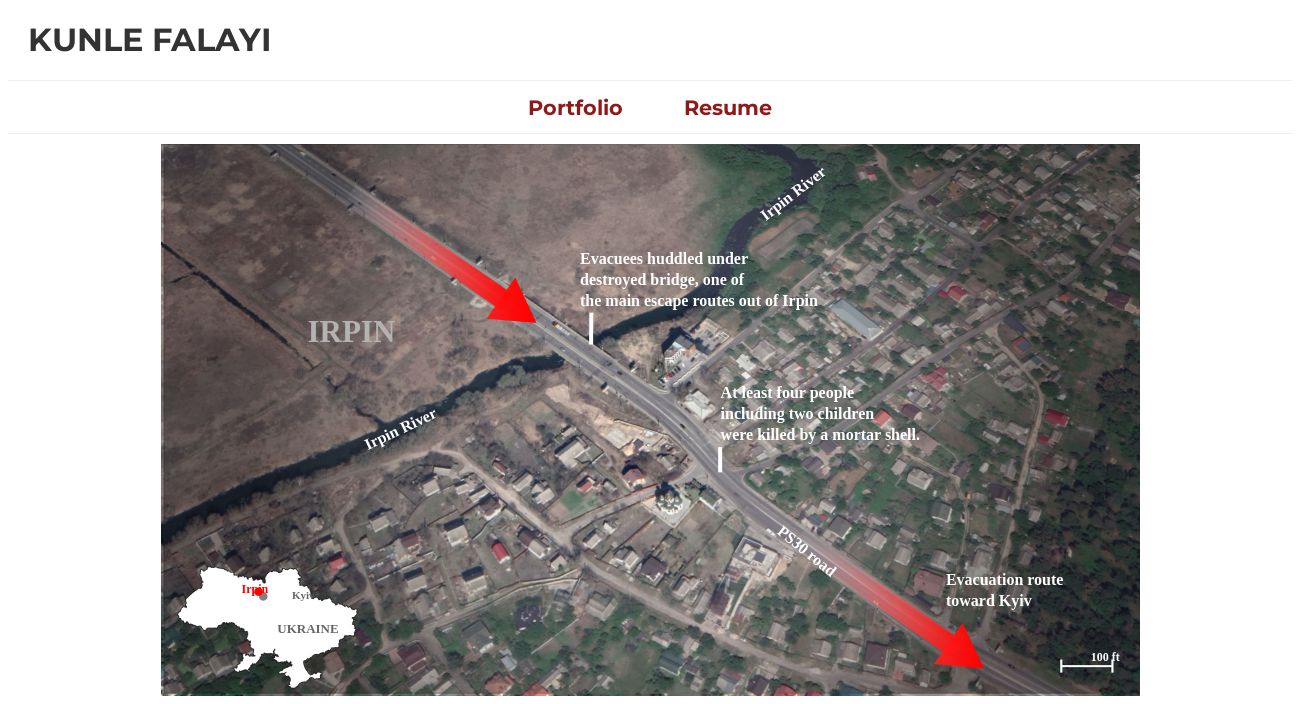 KUNLE FALAYI
Portfolio
Resume
Irpin River
Evacuees huddled under
destroyed bridge, one of
the main escape routes out of Irpin
IRPIN
At least four people
including two children
were killed by a mortar shell.
Irpin River
PS30 road
Evacuation route
toward Kyiv
Irpin
UKRAINE
100 ft